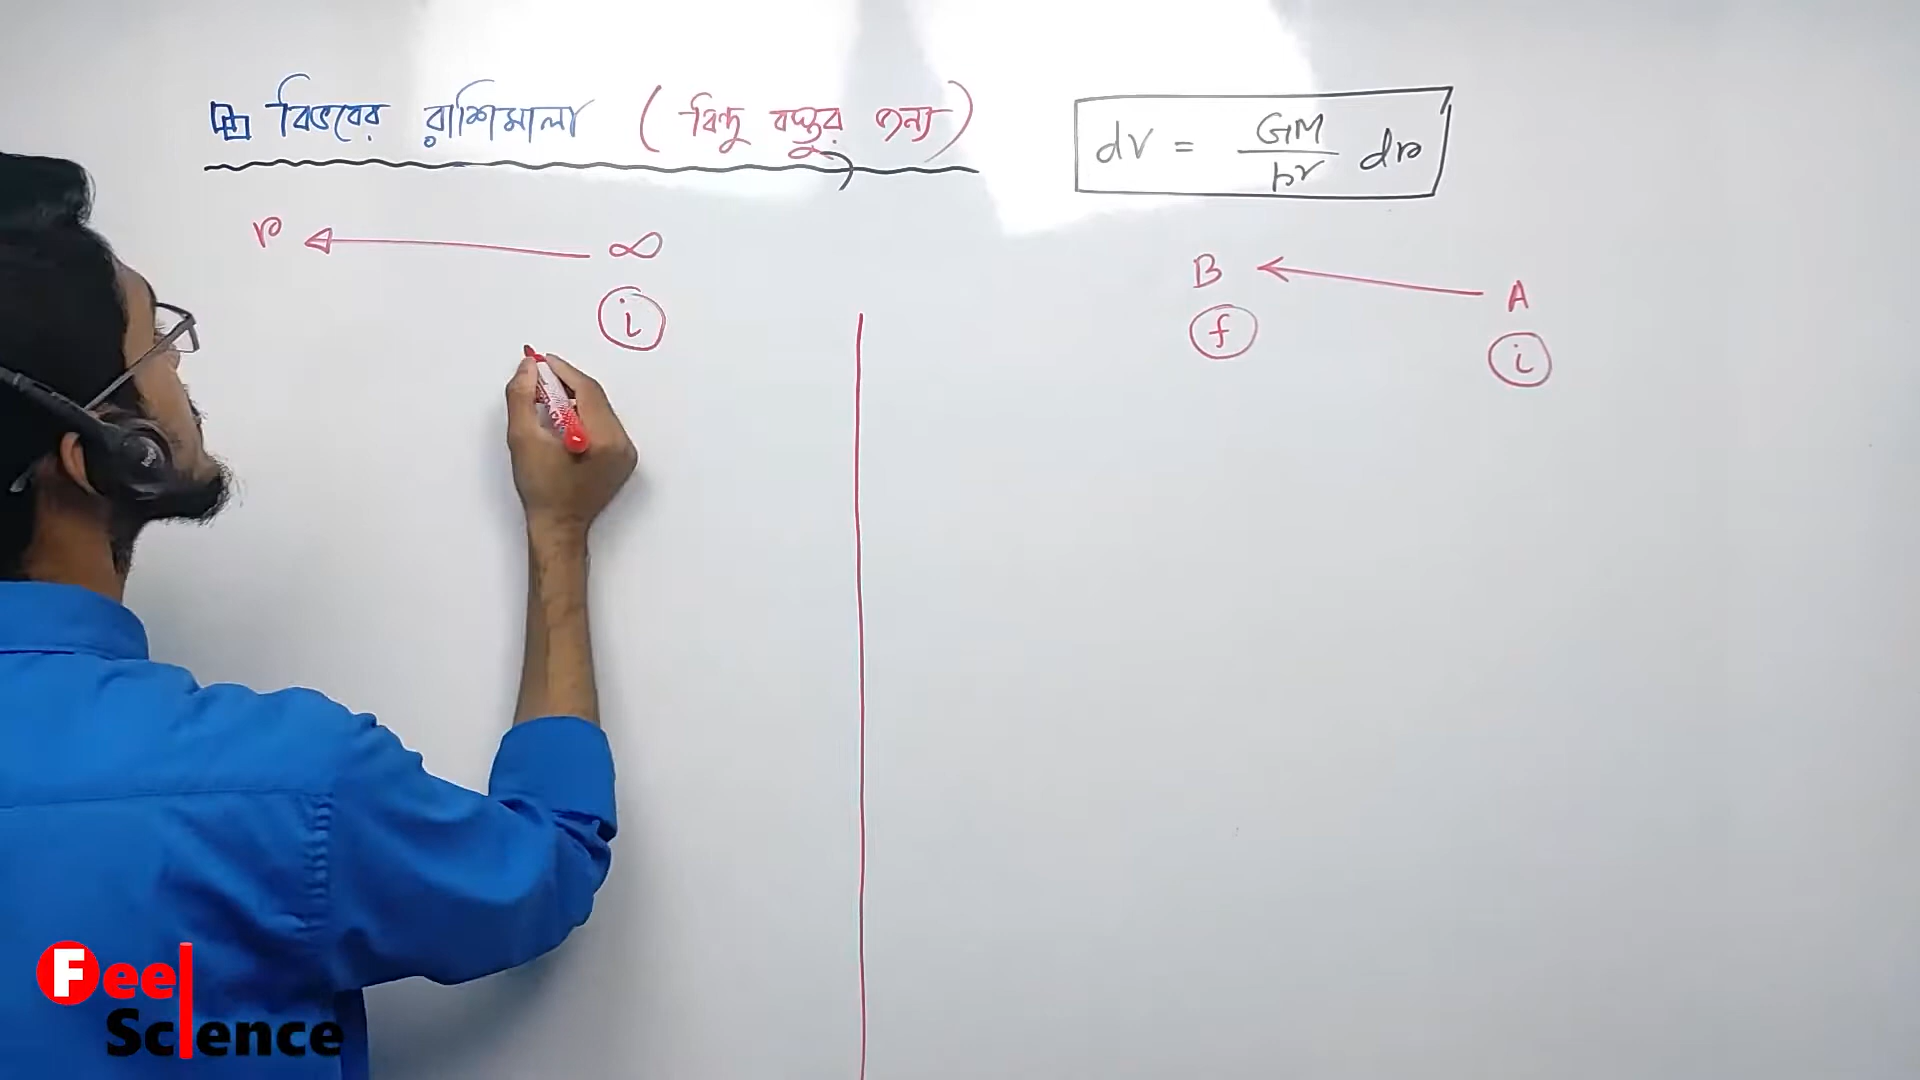 বিভবের রাশিমালা (বিন্দু বস্তুর জন্য)
dV = GM/r² dr
r ← ∞
i
B ← A
f
i
Feel
Science